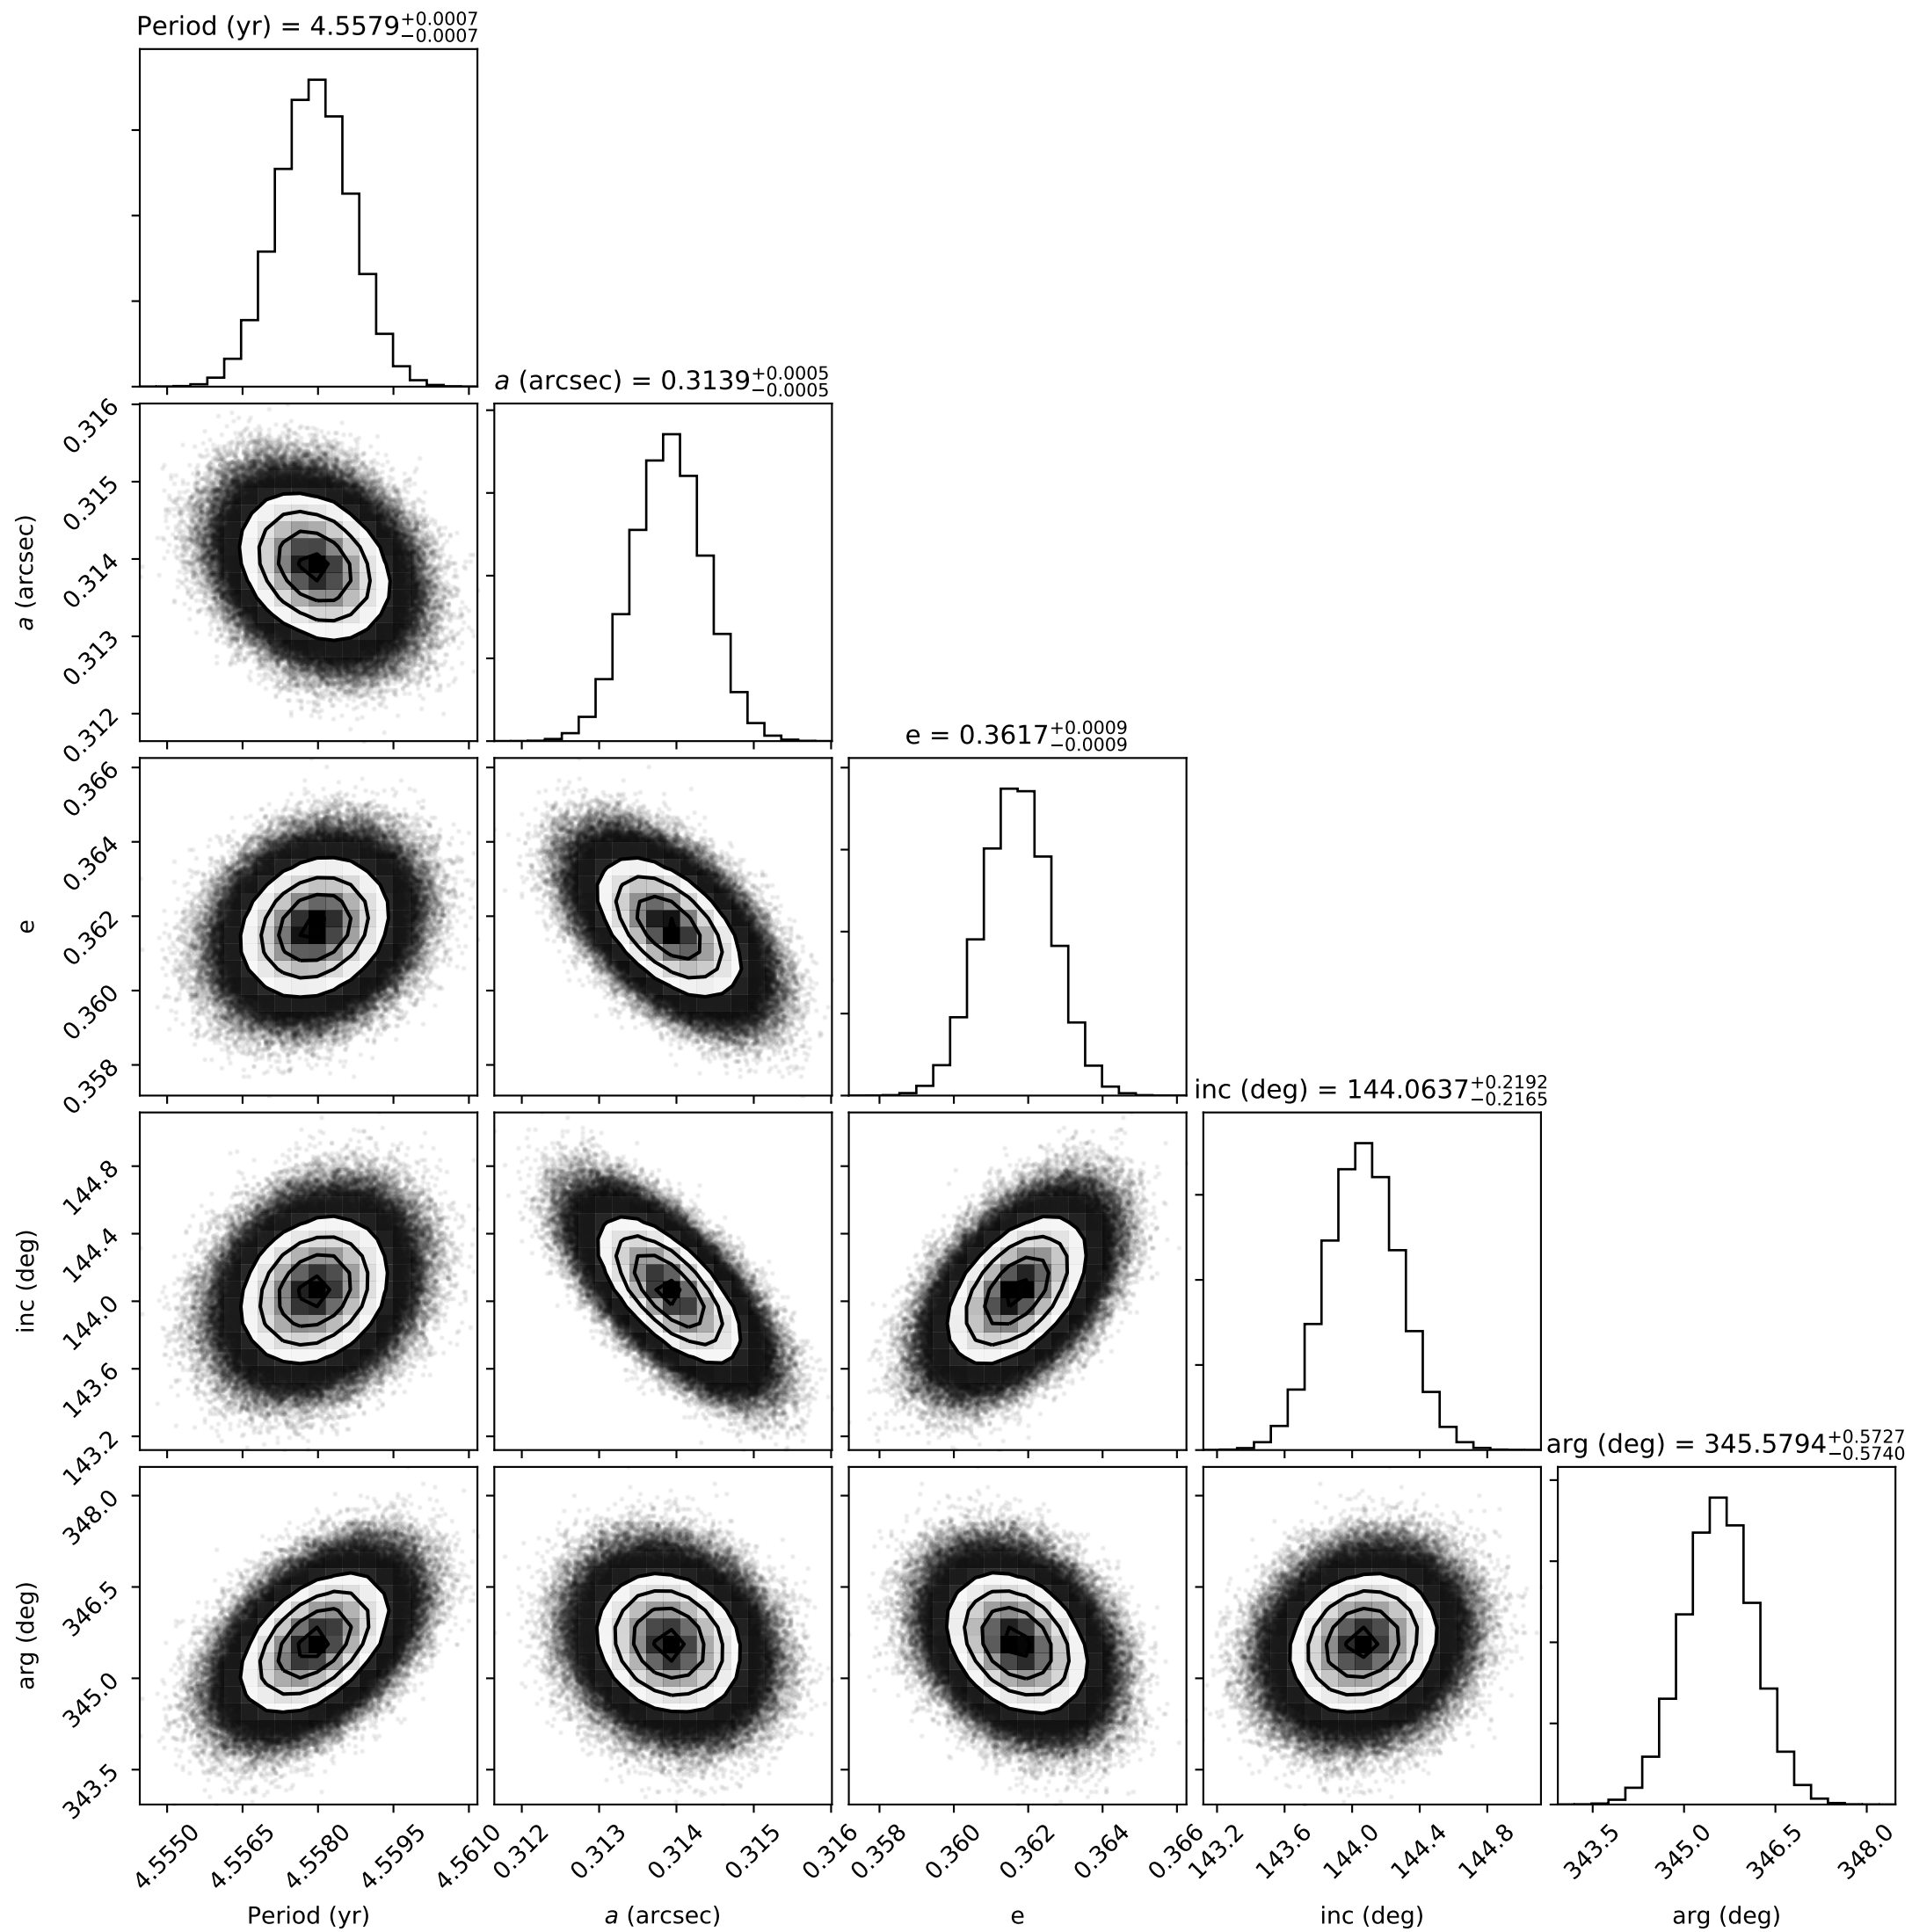 Period (yr) = 4.5579+0.0007 −0.0007
a (arcsec) = 0.3139+0.0005 −0.0005
0.316
0.315
0.314
0.313
0.312
a (arcsec)
e = 0.3617+0.0009 −0.0009
0.366
0.364
0.362
0.360
0.358
e
inc (deg) = 144.0637+0.2192 −0.2165
144.8
144.4
144.0
143.6
143.2
inc (deg)
arg (deg) = 345.5794+0.5727 −0.5740
348.0
346.5
345.0
343.5
arg (deg)
4.5550 4.5565 4.5580 4.5595 4.5610 0.312 0.313 0.314 0.315 0.316 0.358 0.360 0.362 0.364 0.366 143.2 143.6 144.0 144.4 144.8 343.5 345.0 346.5 348.0
Period (yr) a (arcsec) e inc (deg) arg (deg)